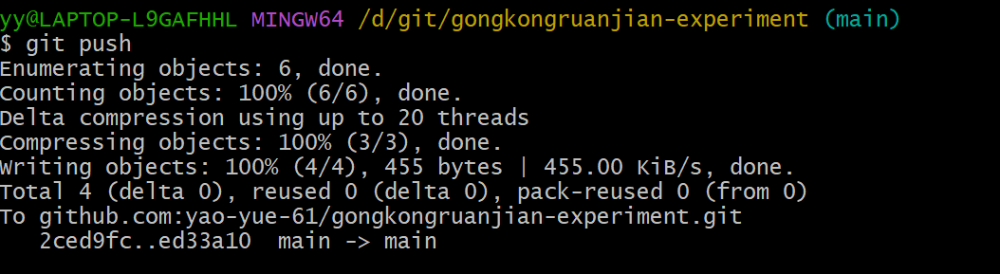 yy@LAPTOP-L9GAFHHL MINGW64 /d/git/gongkongruanjian-experiment (main)
$ git push
Enumerating objects: 6, done.
Counting objects: 100% (6/6), done.
Delta compression using up to 20 threads
Compressing objects: 100% (3/3), done.
Writing objects: 100% (4/4), 455 bytes | 455.00 KiB/s, done.
Total 4 (delta 0), reused 0 (delta 0), pack-reused 0 (from 0)
To github.com:yao-yue-61/gongkongruanjian-experiment.git
   2ced9fc..ed33a10  main -> main